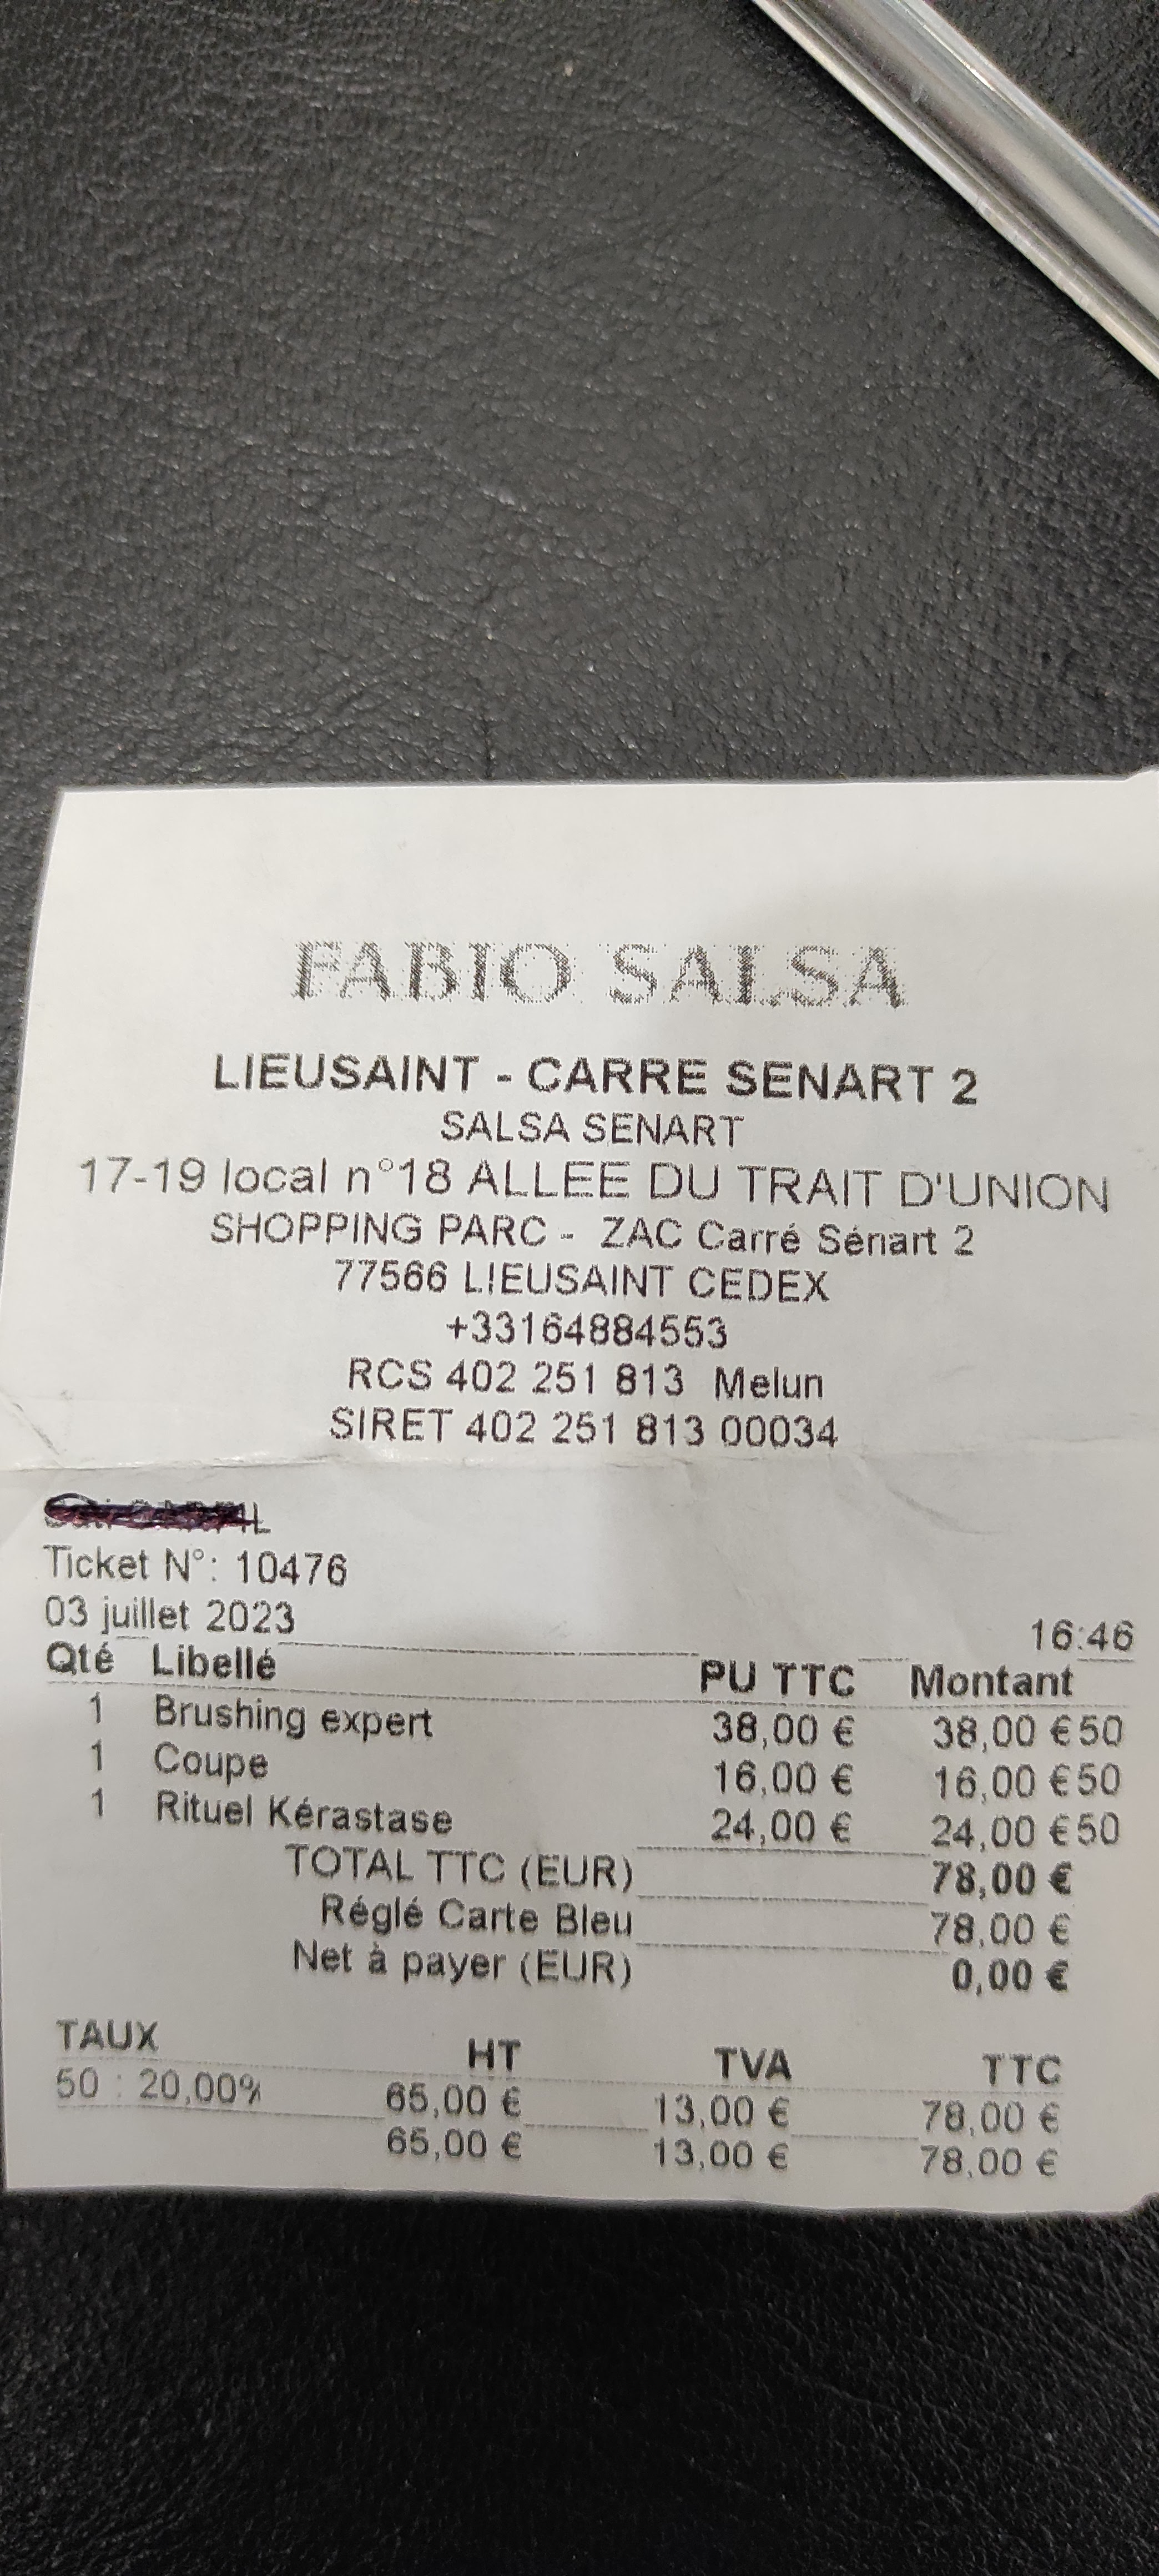 FABIO SALSA
LIEUSAINT - CARRE SENART 2
SALSA SENART
17-19 local n°18 ALLEE DU TRAIT D'UNION
SHOPPING PARC - ZAC Carré Sénart 2
77566 LIEUSAINT CEDEX
+33164884553
RCS 402 251 813 Melun
SIRET 402 251 813 00034
Ticket N°: 10476
03 juillet 2023 16:46
Qté Libellé PU TTC Montant
1 Brushing expert 38,00 € 38,00 €50
1 Coupe 16,00 € 16,00 €50
1 Rituel Kérastase 24,00 € 24,00 €50
TOTAL TTC (EUR) 78,00 €
Réglé Carte Bleu 78,00 €
Net à payer (EUR) 0,00 €
TAUX HT TVA TTC
50 : 20,00% 65,00 € 13,00 € 78,00 €
65,00 € 13,00 € 78,00 €